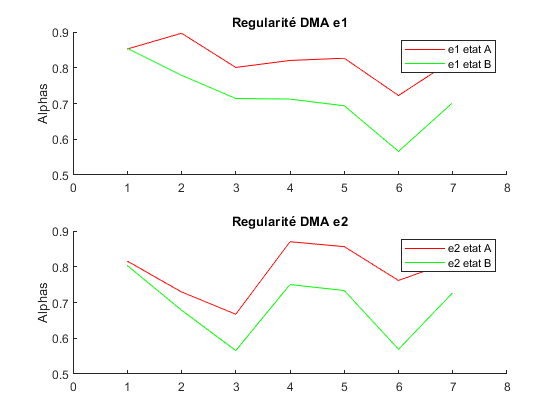 Regularité DMA e1
0.9
0.8
0.7
0.6
0.5
Alphas
e1 etat A
e1 etat B
0 1 2 3 4 5 6 7 8
Regularité DMA e2
0.9
0.8
0.7
0.6
0.5
Alphas
e2 etat A
e2 etat B
0 1 2 3 4 5 6 7 8